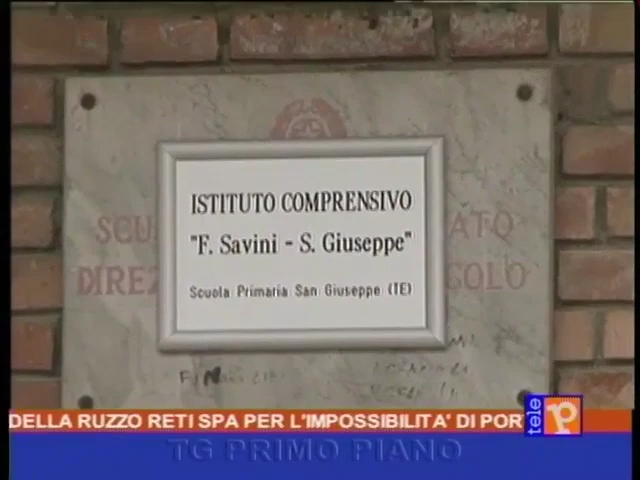 ISTITUTO COMPRENSIVO
"F. Savini - S. Giuseppe"
Scuola Primaria San Giuseppe (TE)
DELLA RUZZO RETI SPA PER L'IMPOSSIBILITA' DI POR
tele p
TG PRIMO PIANO